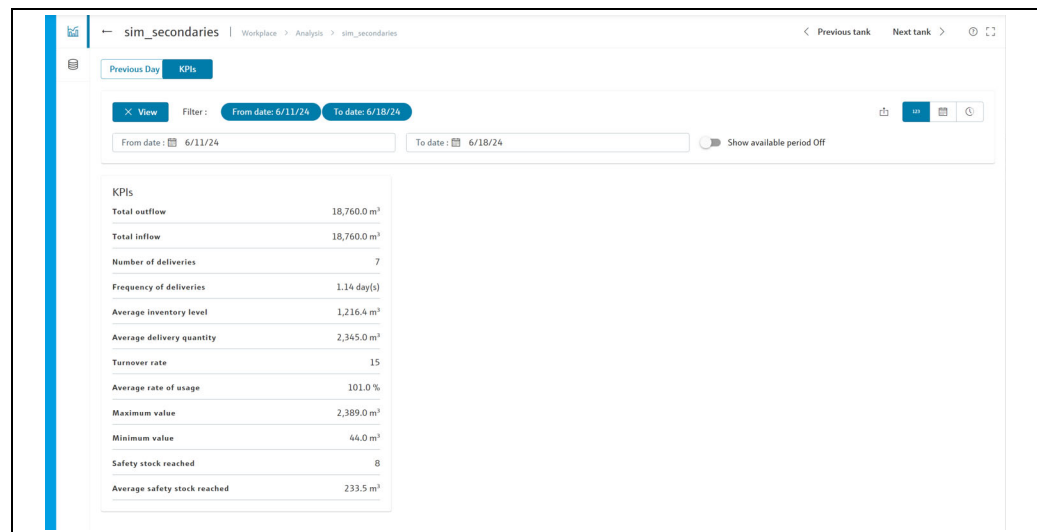 ← sim_secondaries | Workplace > Analysis > sim_secondaries < Previous tank Next tank >
Previous Day KPIs
× View Filter : From date: 6/11/24 To date: 6/18/24 123
From date : 6/11/24 To date : 6/18/24 Show available period Off
KPIs
Total outflow 18,760.0 m³
Total inflow 18,760.0 m³
Number of deliveries 7
Frequency of deliveries 1.14 day(s)
Average inventory level 1,216.4 m³
Average delivery quantity 2,345.0 m³
Turnover rate 15
Average rate of usage 101.0 %
Maximum value 2,389.0 m³
Minimum value 44.0 m³
Safety stock reached 8
Average safety stock reached 233.5 m³